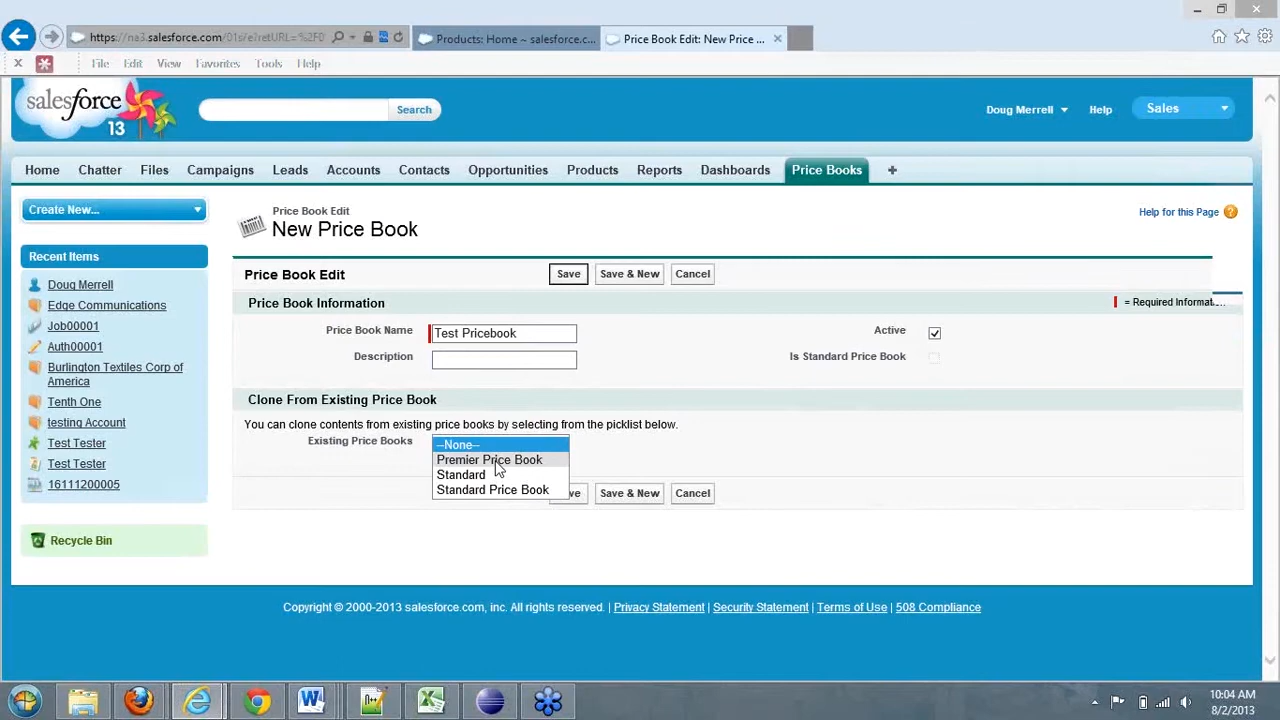 https://na3.salesforce.com/01s/e?retURL=%2F0
Products: Home ~ salesforce.c...
Price Book Edit: New Price ...
File Edit View Favorites Tools Help
salesforce
13
Search
Doug Merrell
Help
Sales
Home Chatter Files Campaigns Leads Accounts Contacts Opportunities Products Reports Dashboards Price Books +
Create New...
Recent Items
Doug Merrell
Edge Communications
Job00001
Auth00001
Burlington Textiles Corp of
America
Tenth One
testing Account
Test Tester
Test Tester
16111200005
Recycle Bin
Price Book Edit
New Price Book
Help for this Page
Price Book Edit
Save Save & New Cancel
Price Book Information
= Required Information
Price Book Name Test Pricebook
Active
Description
Is Standard Price Book
Clone From Existing Price Book
You can clone contents from existing price books by selecting from the picklist below.
Existing Price Books
--None--
Premier Price Book
Standard
Standard Price Book
Save & New Cancel
Copyright © 2000-2013 salesforce.com, inc. All rights reserved. | Privacy Statement | Security Statement | Terms of Use | 508 Compliance
10:04 AM
8/2/2013